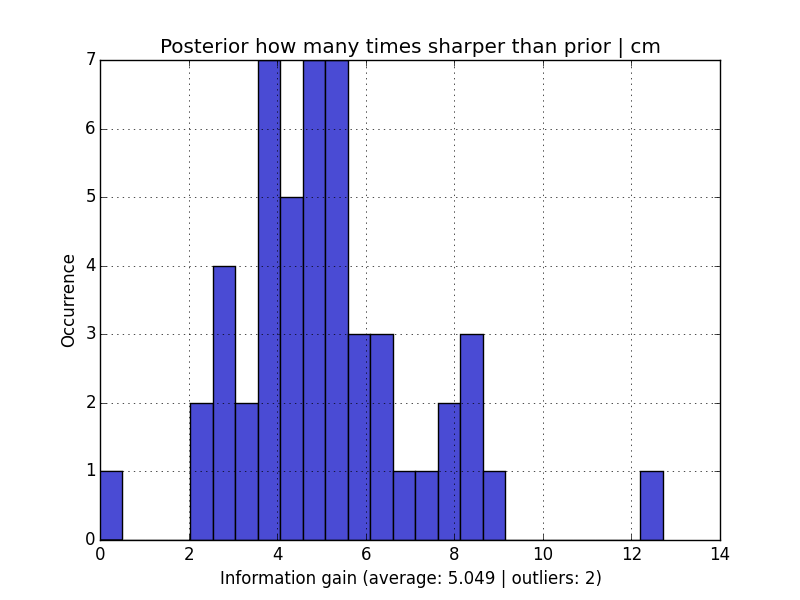 Posterior how many times sharper than prior | cm
7
6
5
4
3
2
1
0
Occurrence
0 2 4 6 8 10 12 14
Information gain (average: 5.049 | outliers: 2)